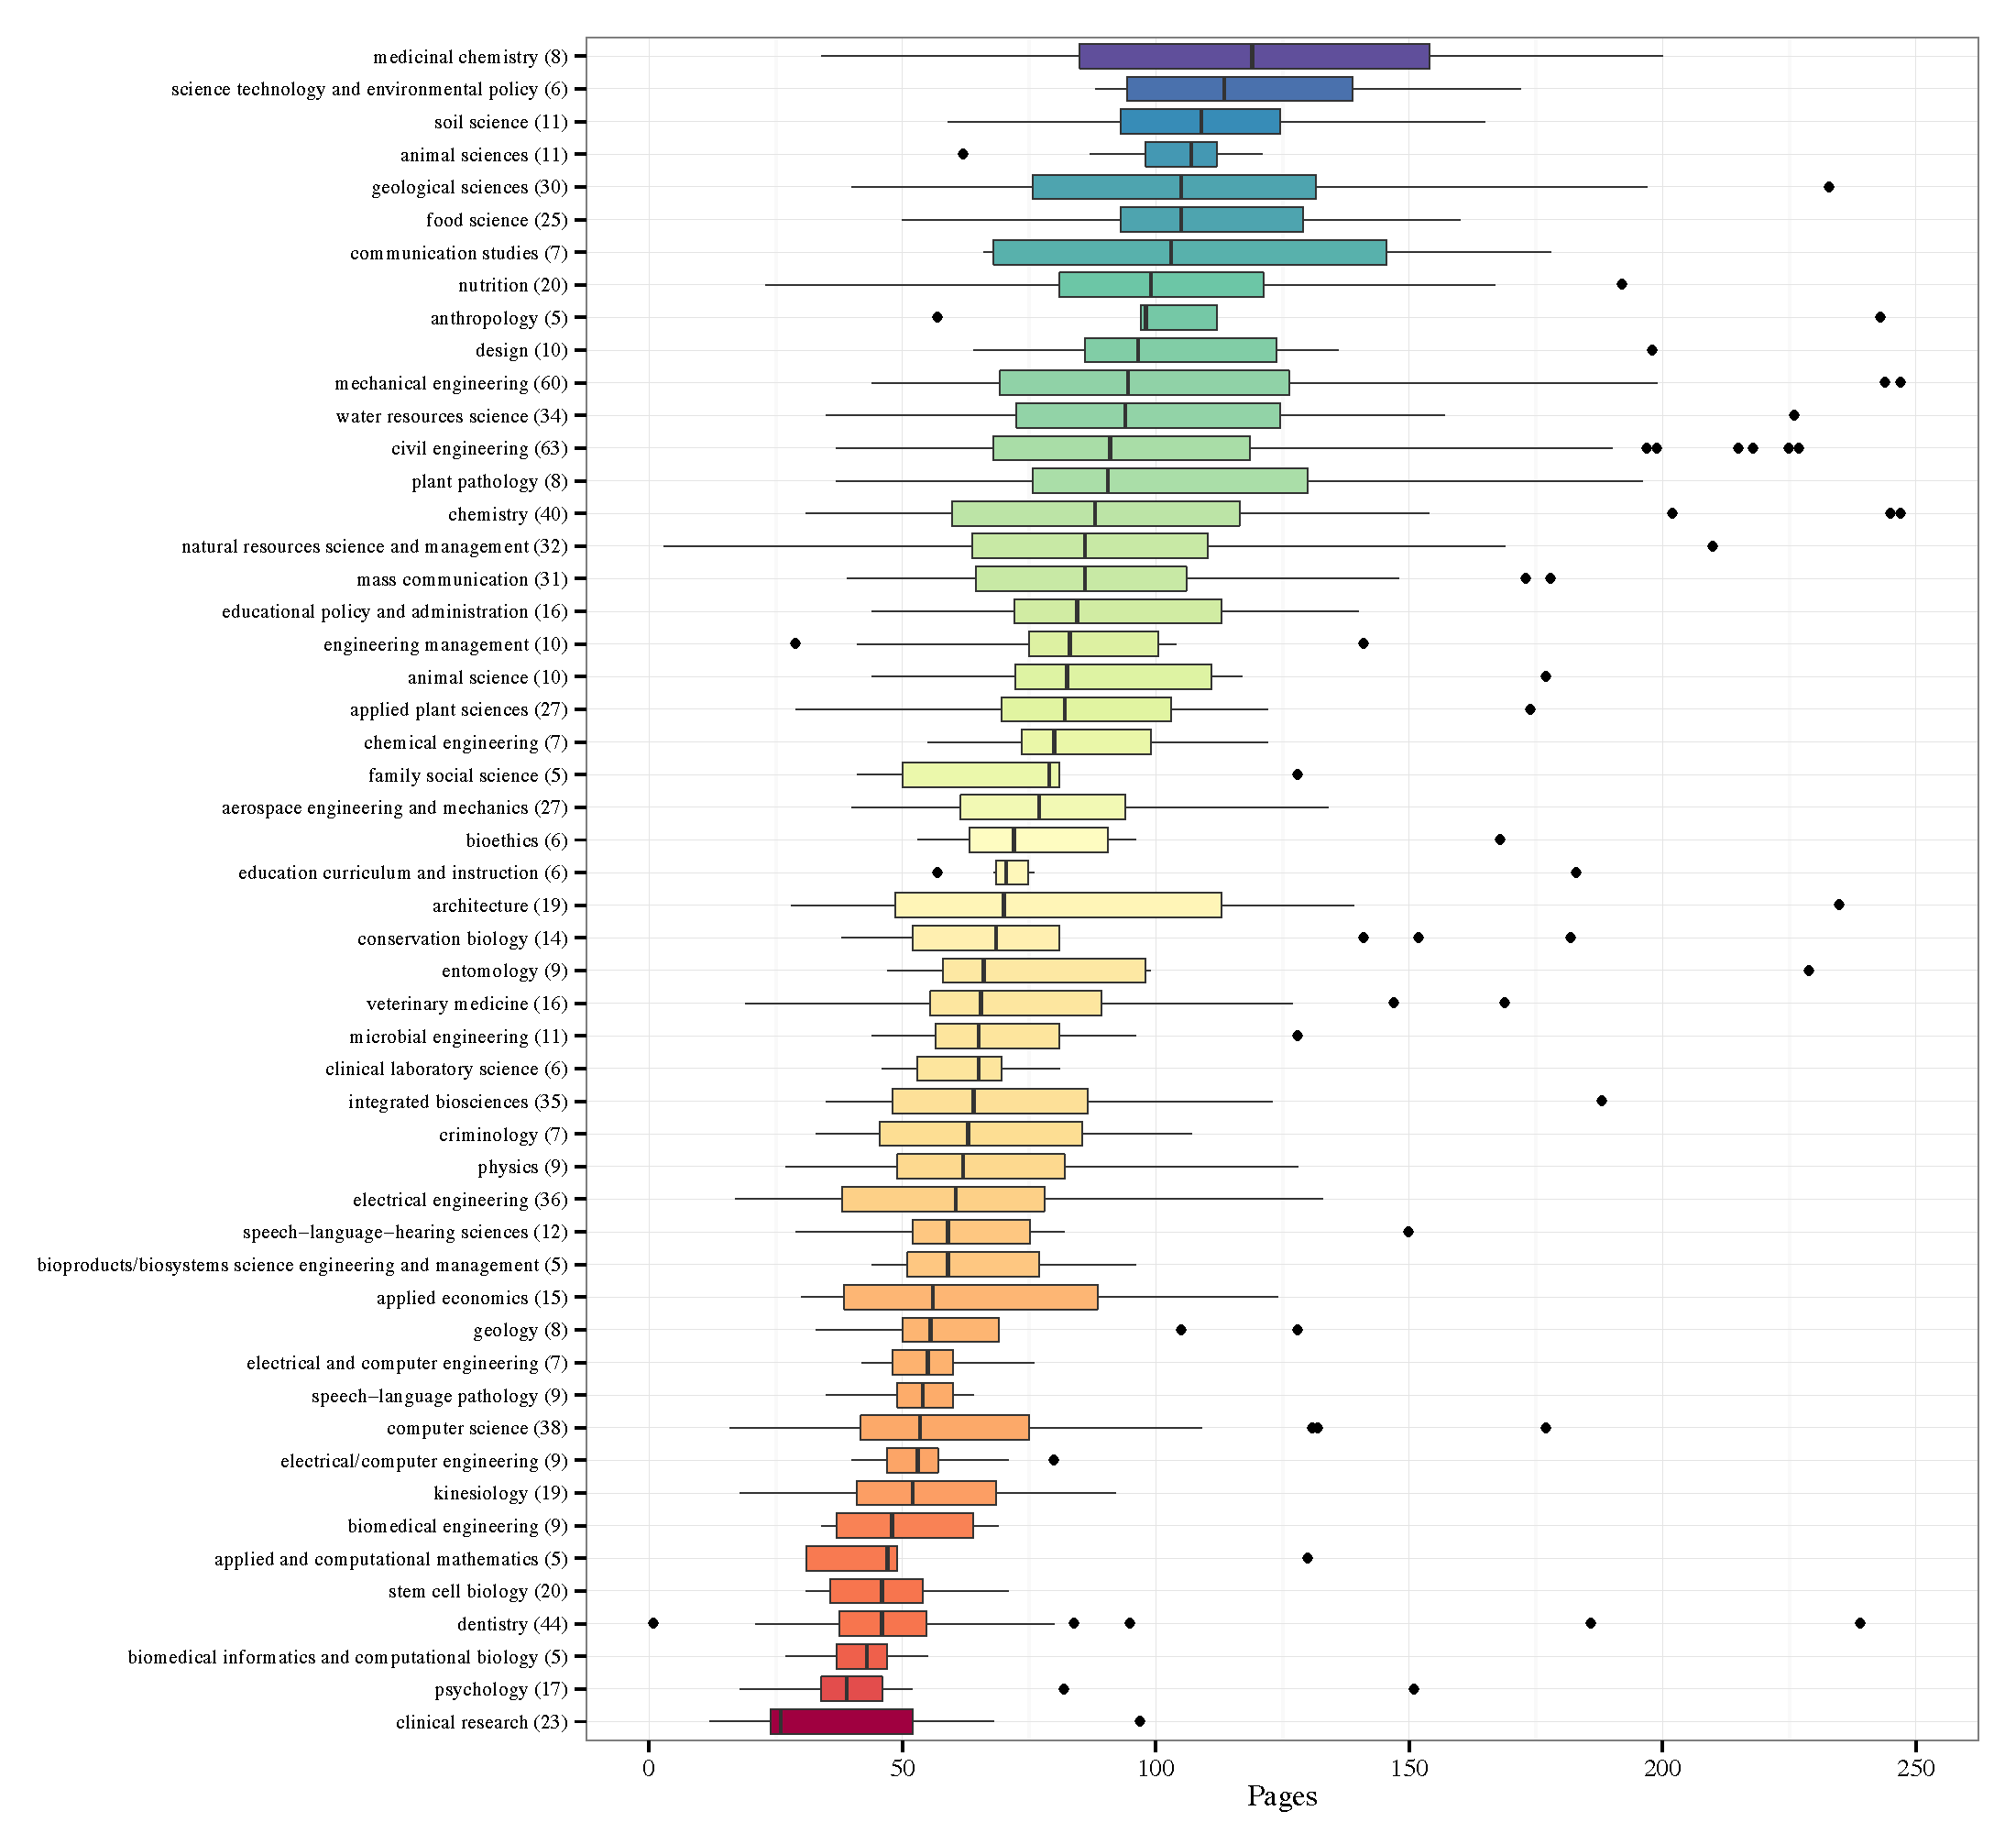 medicinal chemistry (8)
science technology and environmental policy (6)
soil science (11)
animal sciences (11)
geological sciences (30)
food science (25)
communication studies (7)
nutrition (20)
anthropology (5)
design (10)
mechanical engineering (60)
water resources science (34)
civil engineering (63)
plant pathology (8)
chemistry (40)
natural resources science and management (32)
mass communication (31)
educational policy and administration (16)
engineering management (10)
animal science (10)
applied plant sciences (27)
chemical engineering (7)
family social science (5)
aerospace engineering and mechanics (27)
bioethics (6)
education curriculum and instruction (6)
architecture (19)
conservation biology (14)
entomology (9)
veterinary medicine (16)
microbial engineering (11)
clinical laboratory science (6)
integrated biosciences (35)
criminology (7)
physics (9)
electrical engineering (36)
speech−language−hearing sciences (12)
bioproducts/biosystems science engineering and management (5)
applied economics (15)
geology (8)
electrical and computer engineering (7)
speech−language pathology (9)
computer science (38)
electrical/computer engineering (9)
kinesiology (19)
biomedical engineering (9)
applied and computational mathematics (5)
stem cell biology (20)
dentistry (44)
biomedical informatics and computational biology (5)
psychology (17)
clinical research (23)
0 50 100 150 200 250
Pages